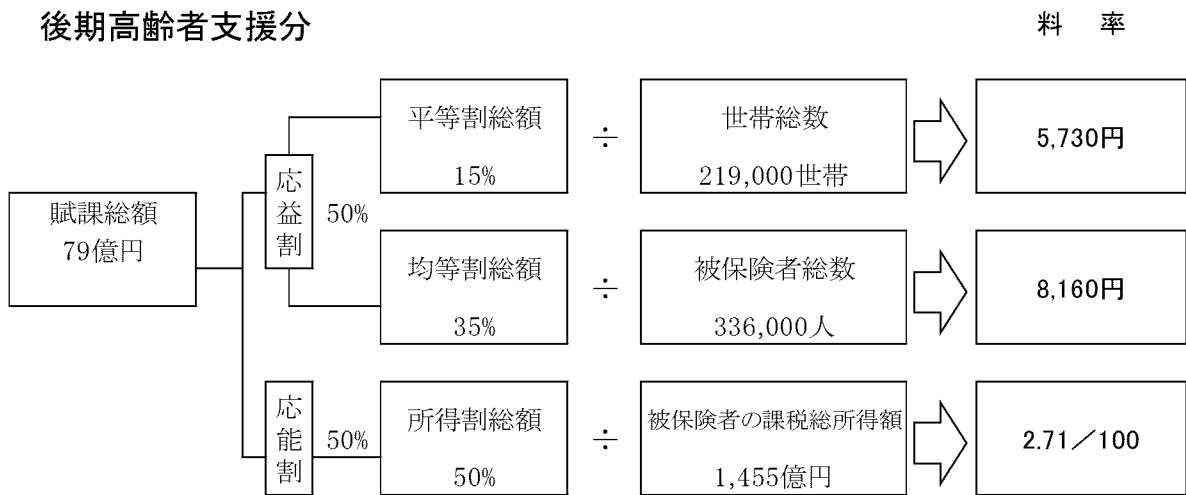 後期高齢者支援分
料 率
賦課総額
79億円
応益割
50%
平等割総額
15%
÷
世帯総数
219,000世帯
5,730円
均等割総額
35%
÷
被保険者総数
336,000人
8,160円
応能割
50%
所得割総額
50%
÷
被保険者の課税総所得額
1,455億円
2.71/100